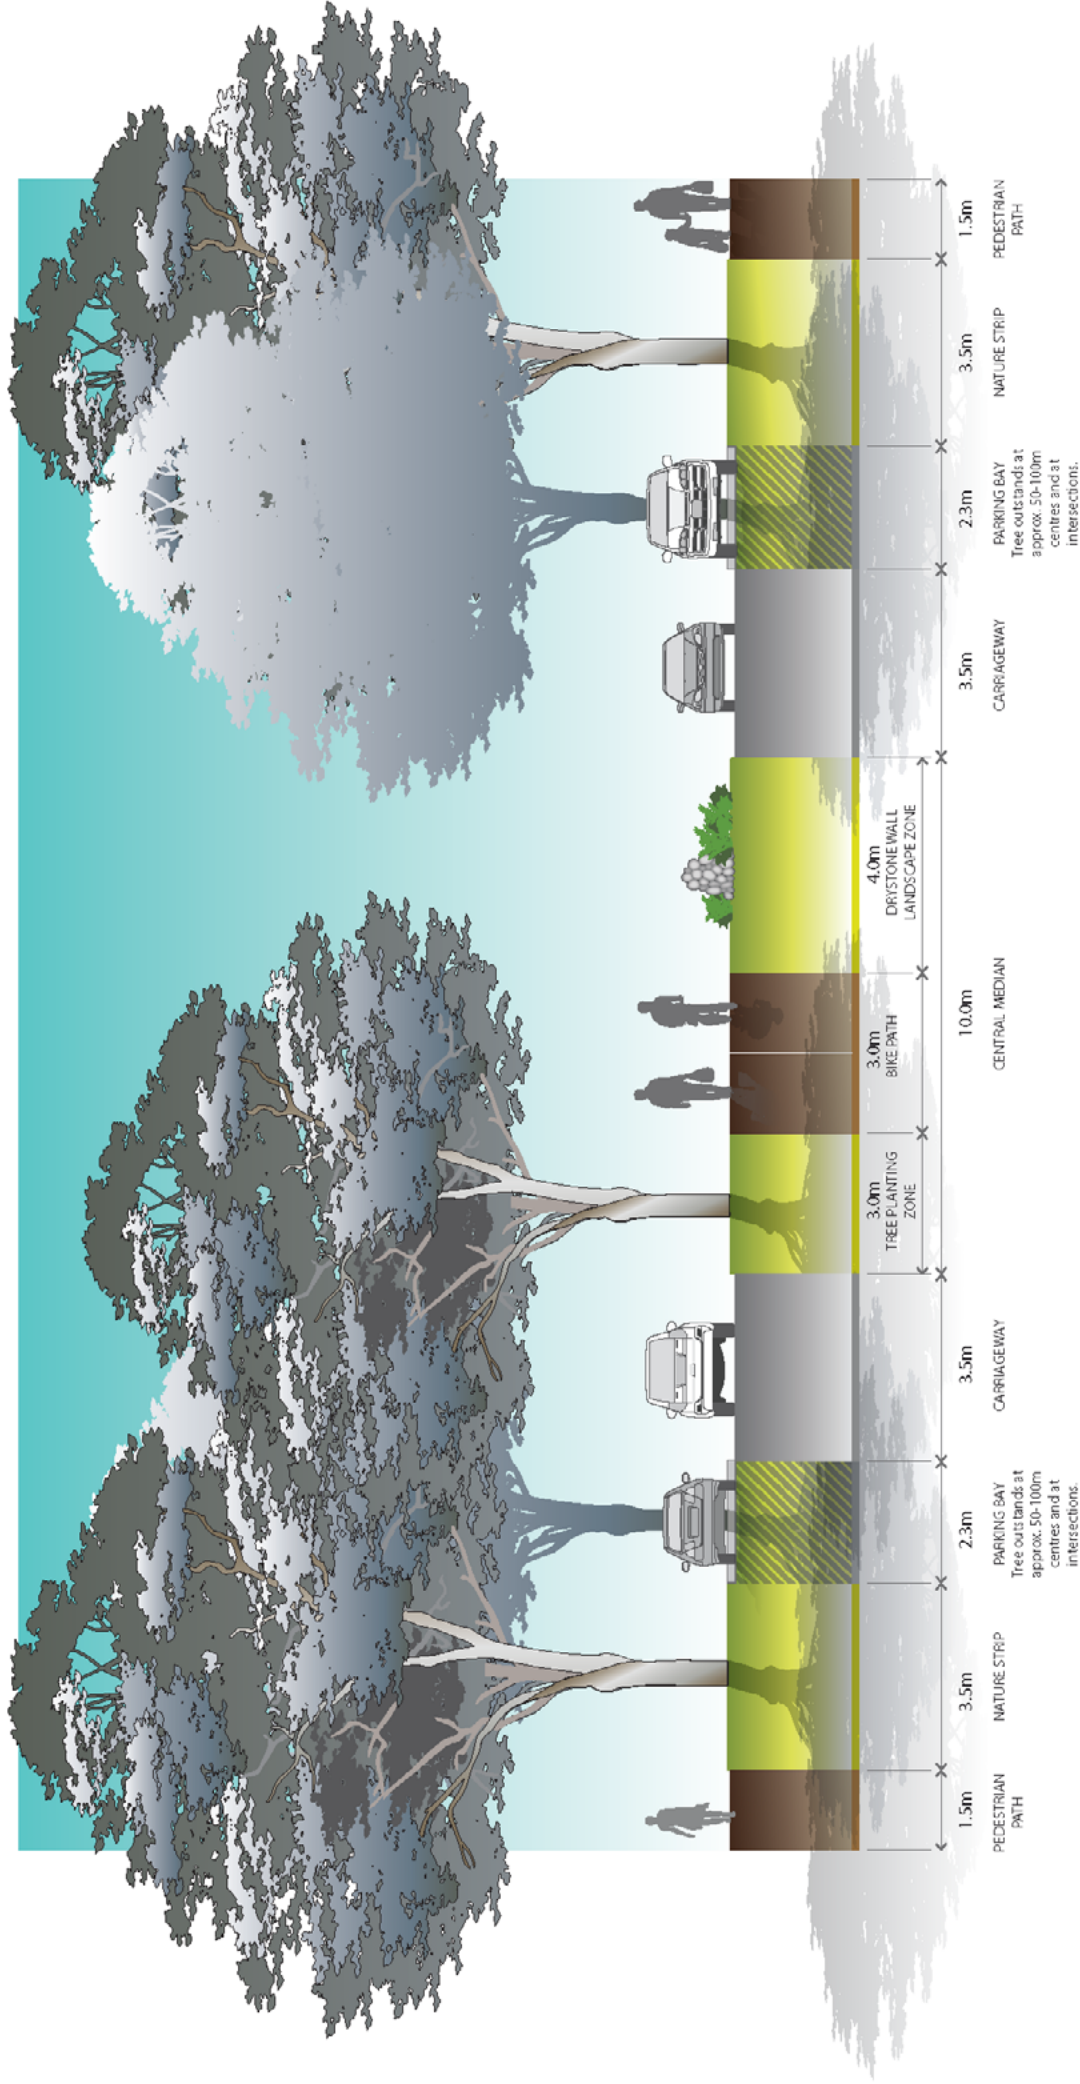 1.5m
PEDESTRIAN
PATH
3.5m
NATURE STRIP
2.3m
PARKING BAY
Tree outstands at
approx. 50-100m
centres and at
intersections.
3.5m
CARRIAGEWAY
3.0m
TREE PLANTING
ZONE
3.0m
BIKE PATH
4.0m
DRYSTONE WALL
LANDSCAPE ZONE
10.0m
CENTRAL MEDIAN
3.5m
CARRIAGEWAY
2.3m
PARKING BAY
Tree outstands at
approx. 50-100m
centres and at
intersections.
3.5m
NATURE STRIP
1.5m
PEDESTRIAN
PATH